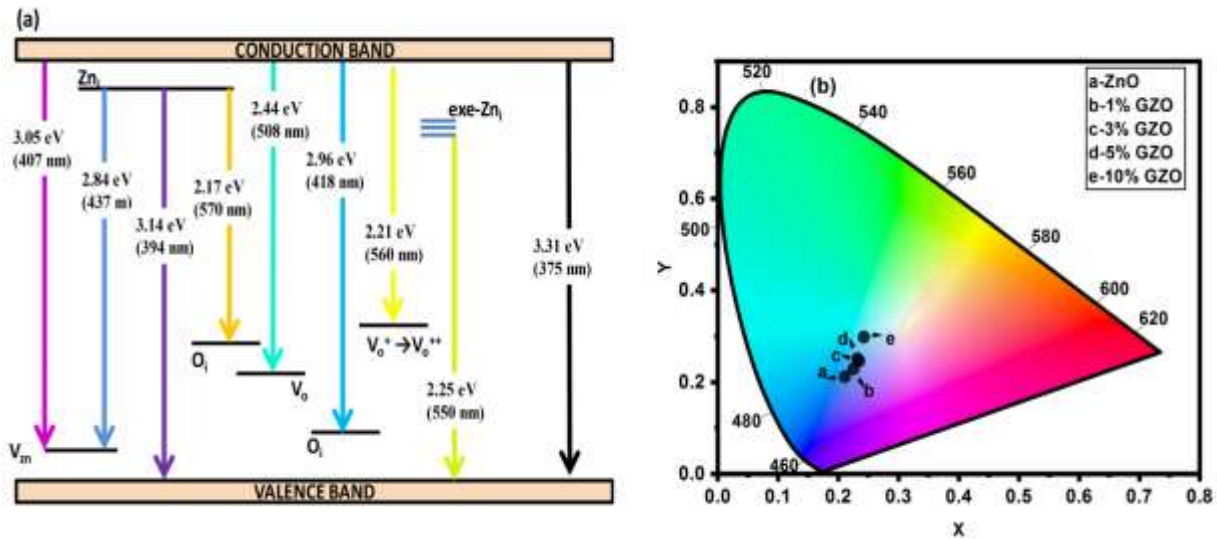 (a)
CONDUCTION BAND
Zni
exe-Zni
3.05 eV
(407 nm)
2.84 eV
(437 m)
3.14 eV
(394 nm)
2.17 eV
(570 nm)
2.44 eV
(508 nm)
2.96 eV
(418 nm)
2.21 eV
(560 nm)
3.31 eV
(375 nm)
Oi
Vo
Vo+ →Vo++
2.25 eV
(550 nm)
Vzn
Oi
VALENCE BAND
(b)
a-ZnO
b-1% GZO
c-3% GZO
d-5% GZO
e-10% GZO
520
540
560
580
600
620
500
480
460
d
e
c
a
b
0.8
0.6
0.4
0.2
0.0
Y
0.0 0.1 0.2 0.3 0.4 0.5 0.6 0.7 0.8
X